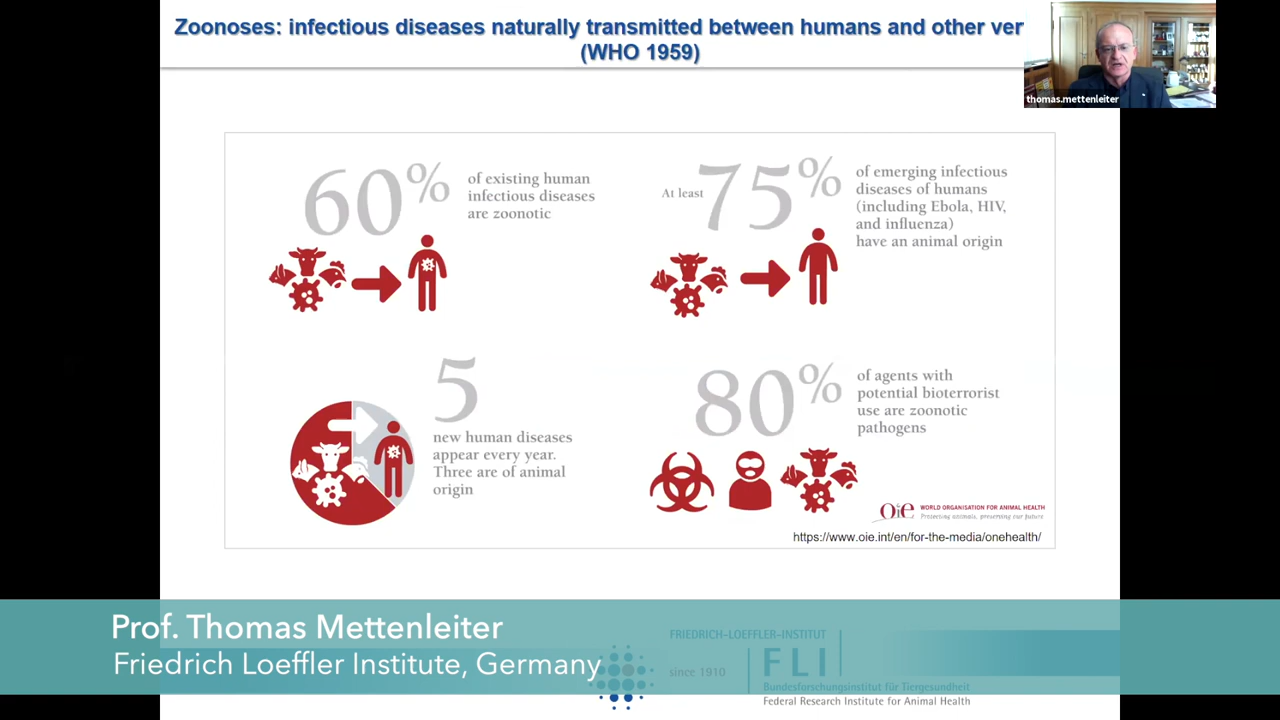 Zoonoses: infectious diseases naturally transmitted between humans and other ver
(WHO 1959)
thomas.mettenleiter
60%
of existing human
infectious diseases
are zoonotic
At least 75%
of emerging infectious
diseases of humans
(including Ebola, HIV,
and influenza)
have an animal origin
5
new human diseases
appear every year.
Three are of animal
origin
80%
of agents with
potential bioterrorist
use are zoonotic
pathogens
oie WORLD ORGANISATION FOR ANIMAL HEALTH
Protecting animals, preserving our future
https://www.oie.int/en/for-the-media/onehealth/
Prof. Thomas Mettenleiter
Friedrich Loeffler Institute, Germany
FRIEDRICH-LOEFFLER-INSTITUT
since 1910
FLI
Bundesforschungsinstitut für Tiergesundheit
Federal Research Institute for Animal Health